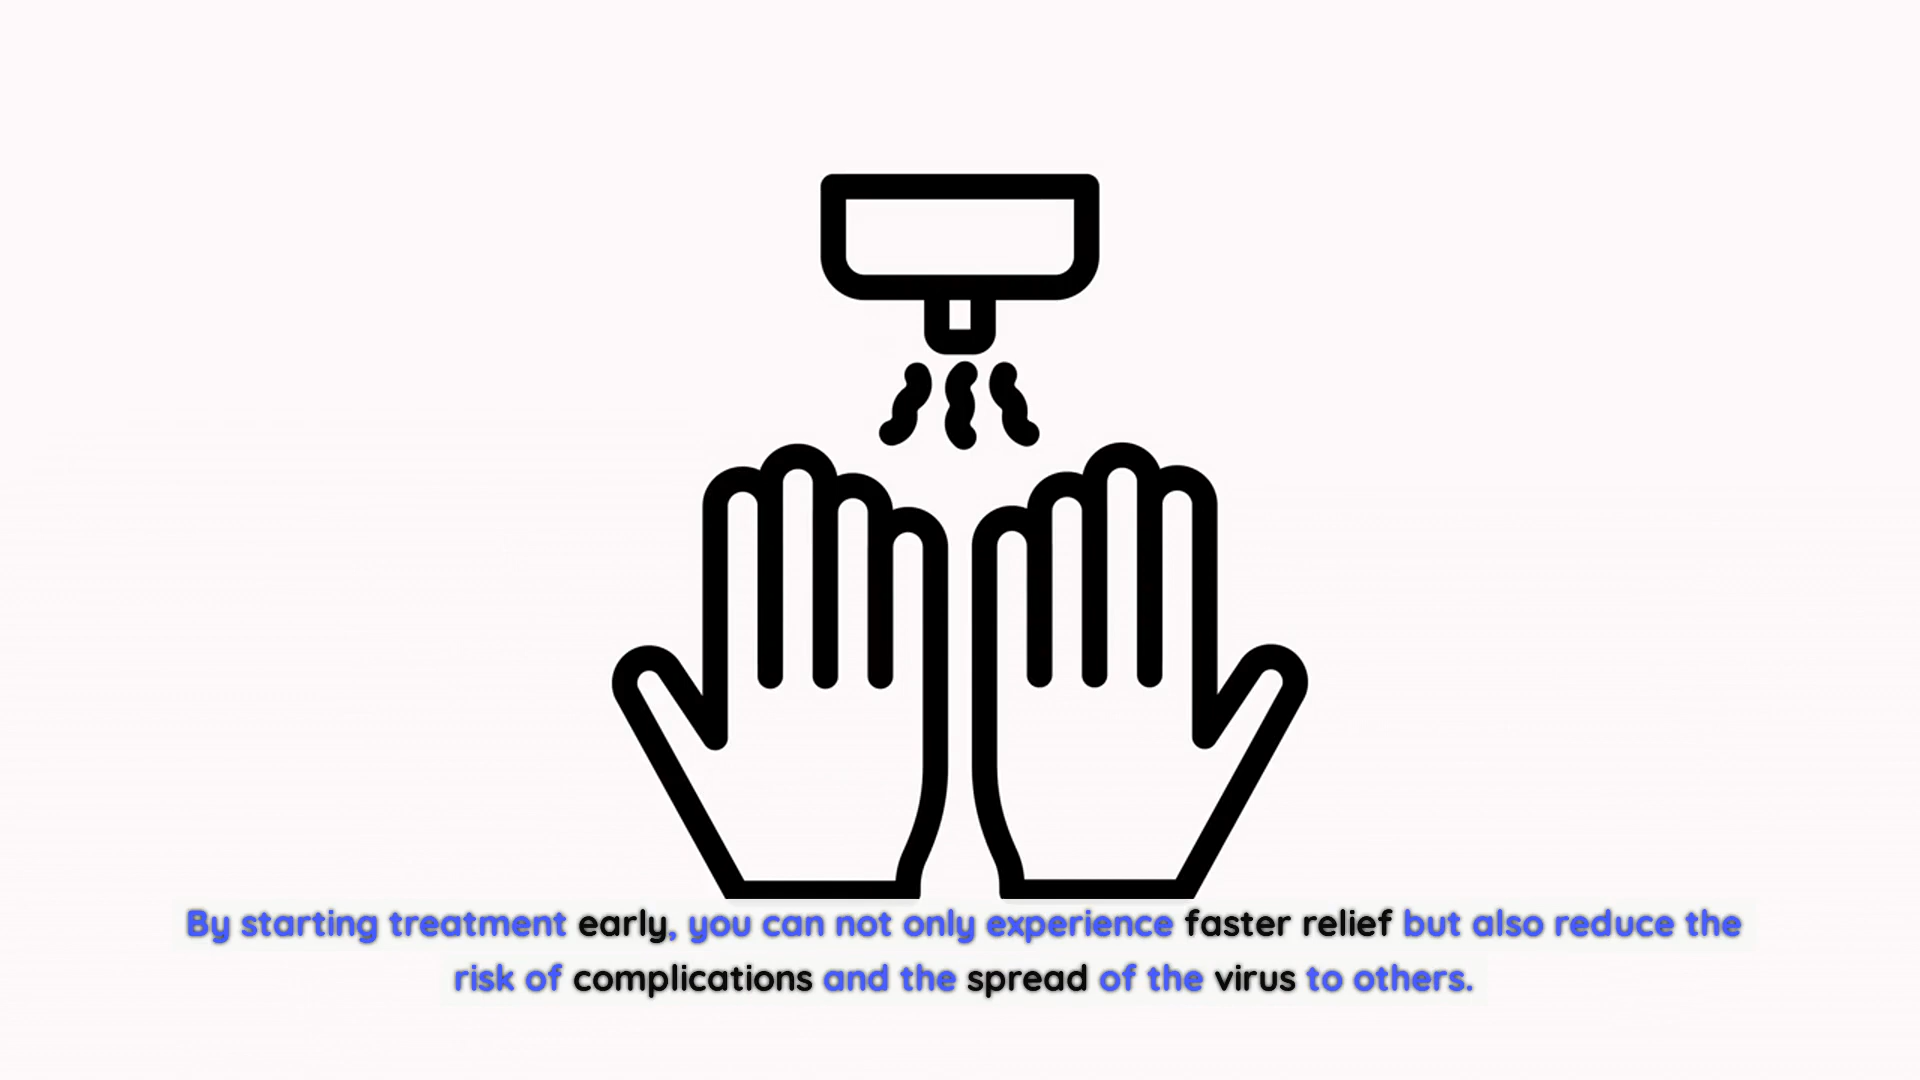 By starting treatment early, you can not only experience faster relief but also reduce the
risk of complications and the spread of the virus to others.